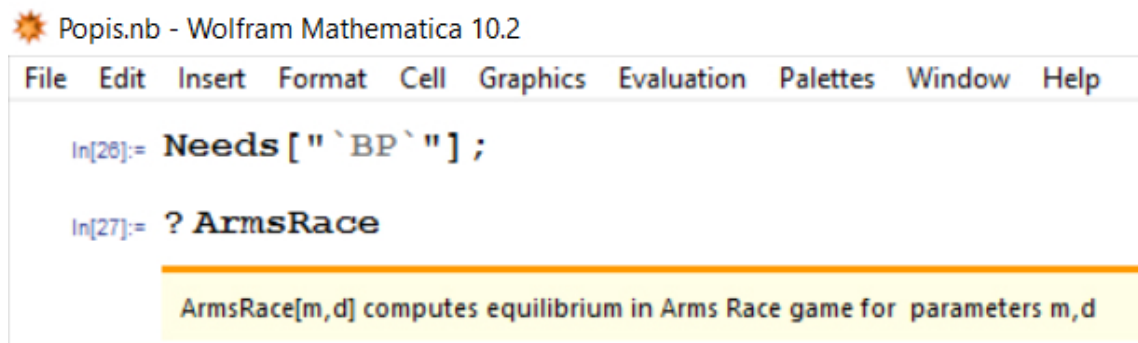 Popis.nb - Wolfram Mathematica 10.2
File Edit Insert Format Cell Graphics Evaluation Palettes Window Help
In[26]:= Needs["`BP`"];
In[27]:= ? ArmsRace
ArmsRace[m,d] computes equilibrium in Arms Race game for parameters m,d